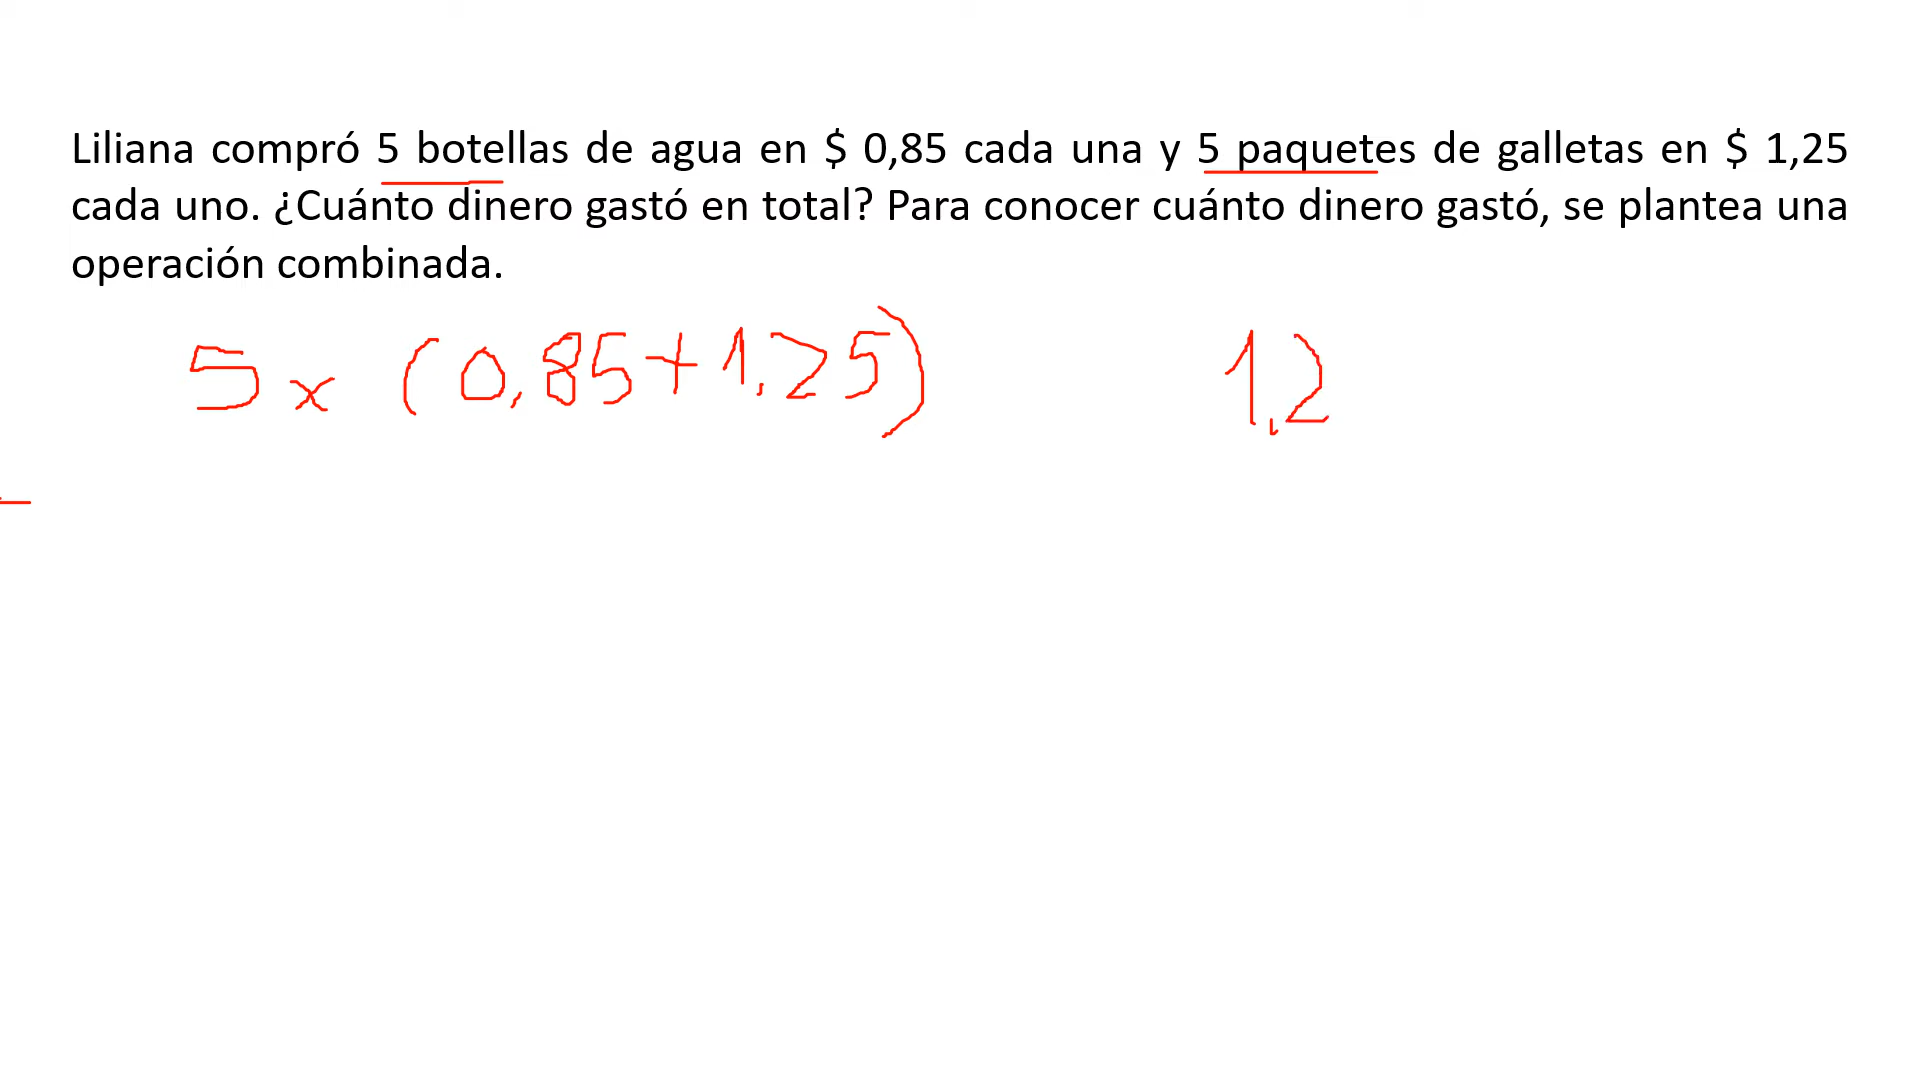 Liliana compró 5 botellas de agua en $ 0,85 cada una y 5 paquetes de galletas en $ 1,25
cada uno. ¿Cuánto dinero gastó en total? Para conocer cuánto dinero gastó, se plantea una
operación combinada.
5 x (0,85+1,25) 1,2